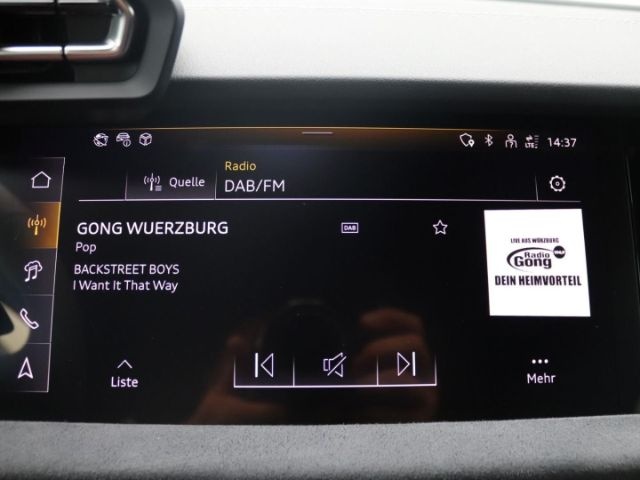 LTE
14:37
Radio
Quelle
DAB/FM
GONG WUERZBURG
DAB
Pop
BACKSTREET BOYS
I Want It That Way
LIVE AUS WÜRZBURG
Radio
Gong
DEIN HEIMVORTEIL
Liste
Mehr